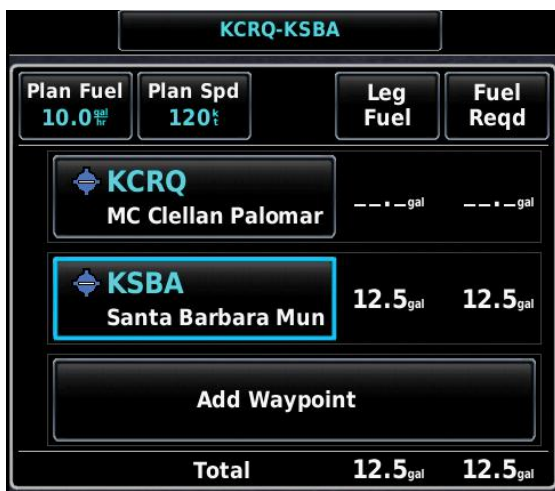 KCRQ-KSBA
Plan Fuel Plan Spd Leg Fuel Fuel Reqd
10.0 gal/hr 120 kt
KCRQ
MC Clellan Palomar __._gal __._gal
KSBA
Santa Barbara Mun 12.5gal 12.5gal
Add Waypoint
Total 12.5gal 12.5gal